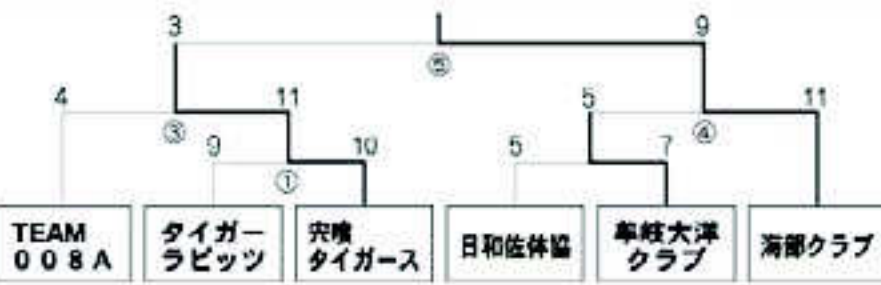 3 9
⑤
4 11 5 11
③ ④
9 10 5 7
①
TEAM
008A
タイガー
ラビッツ
宍喰
タイガース
日和佐体協
牟岐大洋
クラブ
海部クラブ